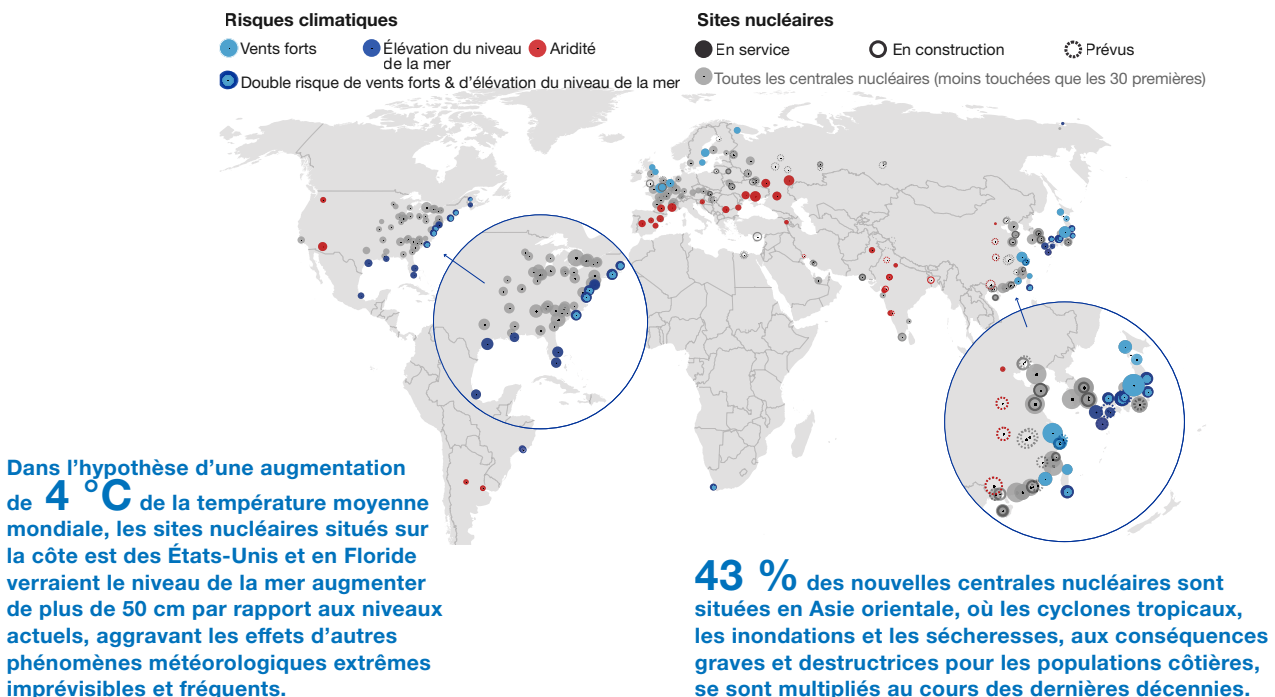 Risques climatiques
Vents forts
Élévation du niveau de la mer
Aridité
Double risque de vents forts & d’élévation du niveau de la mer
Sites nucléaires
En service
En construction
Prévus
Toutes les centrales nucléaires (moins touchées que les 30 premières)
Dans l’hypothèse d’une augmentation
de 4 °C de la température moyenne
mondiale, les sites nucléaires situés sur
la côte est des États-Unis et en Floride
verraient le niveau de la mer augmenter
de plus de 50 cm par rapport aux niveaux
actuels, aggravant les effets d’autres
phénomènes météorologiques extrêmes
imprévisibles et fréquents.
43 % des nouvelles centrales nucléaires sont
situées en Asie orientale, où les cyclones tropicaux,
les inondations et les sécheresses, aux conséquences
graves et destructrices pour les populations côtières,
se sont multipliés au cours des dernières décennies.